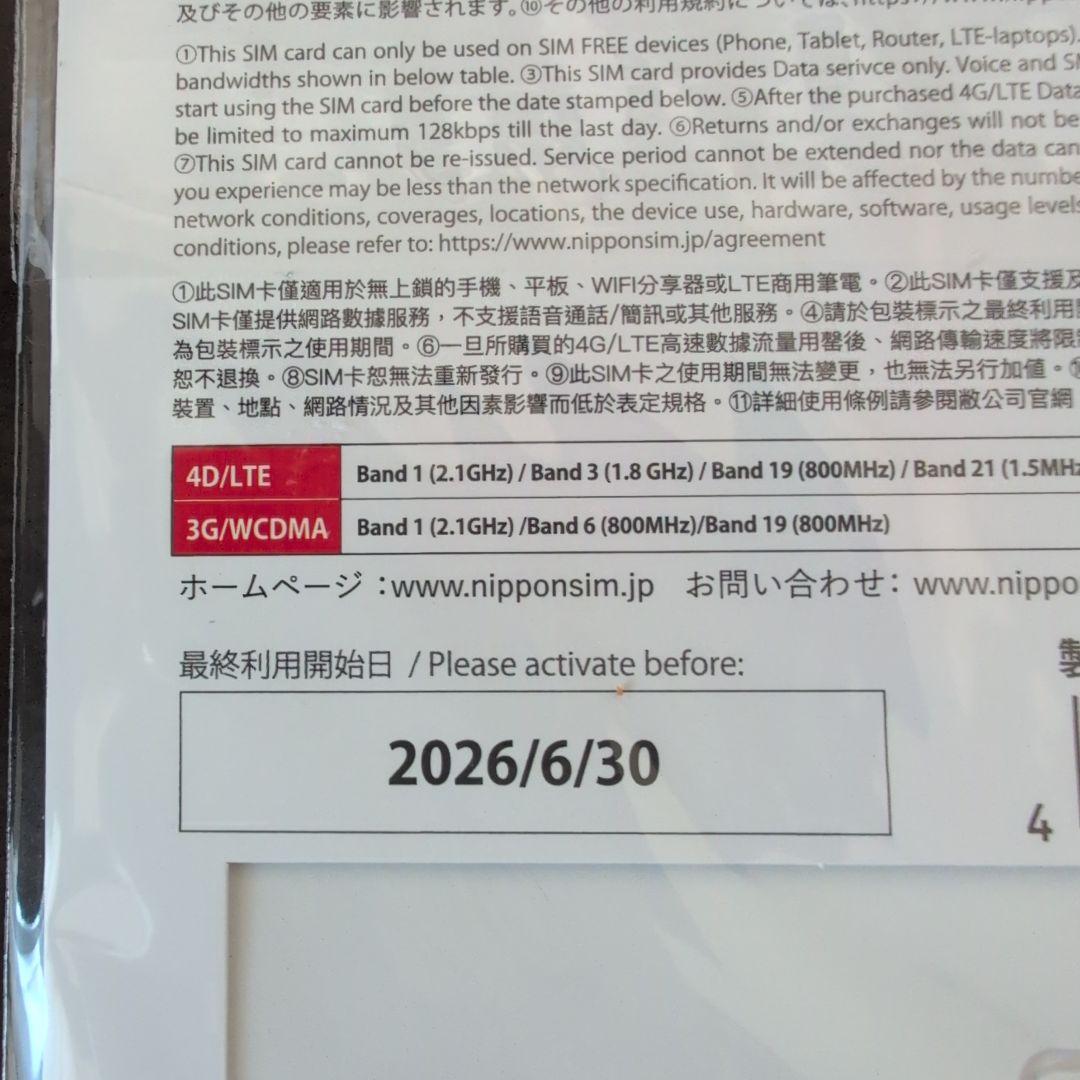 及びその他の要素に影響されます。⑩その他の利用規約については、https://www.nippon
①This SIM card can only be used on SIM FREE devices (Phone, Tablet, Router, LTE-laptops).
bandwidths shown in below table. ③This SIM card provides Data serivce only. Voice and SM
start using the SIM card before the date stamped below. ⑤After the purchased 4G/LTE Data
be limited to maximum 128kbps till the last day. ⑥Returns and/or exchanges will not be
⑦This SIM card cannot be re-issued. Service period cannot be extended nor the data can
you experience may be less than the network specification. It will be affected by the numbe
network conditions, coverages, locations, the device use, hardware, software, usage levels
conditions, please refer to: https://www.nipponsim.jp/agreement
①此SIM卡僅適用於無上鎖的手機、平板、WIFI分享器或LTE商用筆電。②此SIM卡僅支援及
SIM卡僅提供網路數據服務，不支援語音通話/簡訊或其他服務。④請於包裝標示之最終利用
為包裝標示之使用期間。⑥一旦所購買的4G/LTE高速數據流量用罄後、網路傳輸速度將限
恕不退換。⑧SIM卡恕無法重新發行。⑨此SIM卡之使用期間無法變更，也無法另行加值。⑩
裝置、地點、網路情況及其他因素影響而低於表定規格。⑪詳細使用條例請參閱敝公司官網
4D/LTE Band 1 (2.1GHz) / Band 3 (1.8 GHz) / Band 19 (800MHz) / Band 21 (1.5MHz
3G/WCDMA Band 1 (2.1GHz) /Band 6 (800MHz)/Band 19 (800MHz)
ホームページ：www.nipponsim.jp お問い合わせ：www.nippo
最終利用開始日 / Please activate before: 製
2026/6/30
4